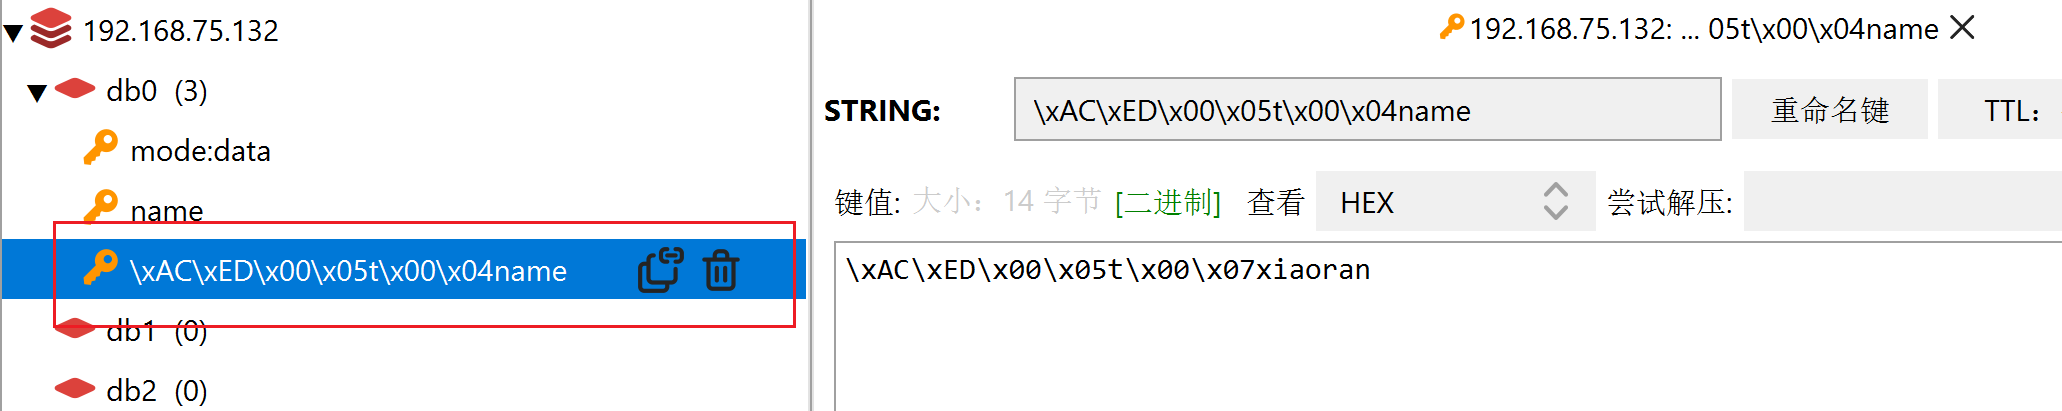 192.168.75.132
db0 (3)
mode:data
name
\xAC\xED\x00\x05t\x00\x04name
db1 (0)
db2 (0)
192.168.75.132: ... 05t\x00\x04name
STRING: \xAC\xED\x00\x05t\x00\x04name 重命名键 TTL:
键值: 大小: 14 字节 [二进制] 查看 HEX 尝试解压:
\xAC\xED\x00\x05t\x00\x07xiaoran